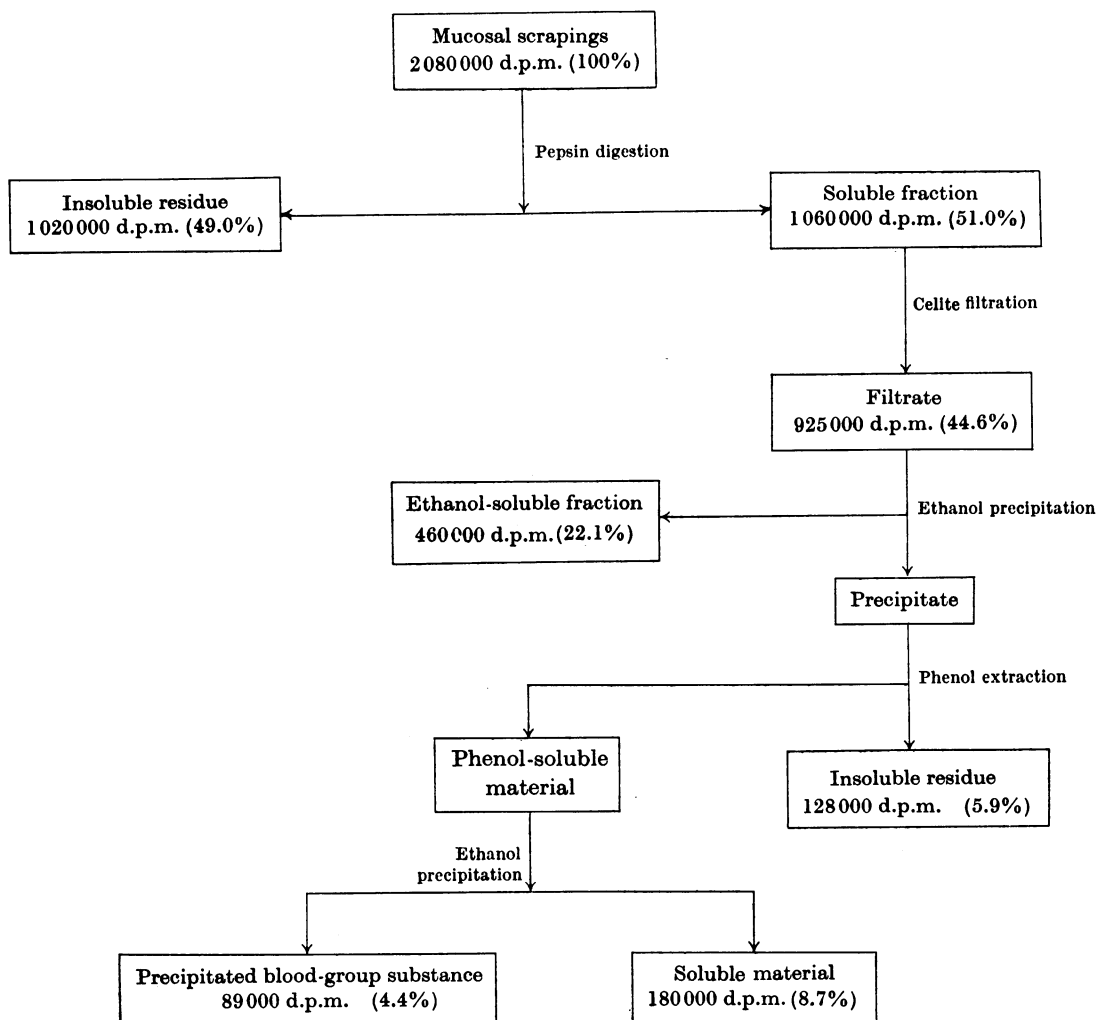 Mucosal scrapings
2 080 000 d.p.m. (100%)
Pepsin digestion
Insoluble residue
1 020 000 d.p.m. (49.0%)
Soluble fraction
1 060 000 d.p.m. (51.0%)
Celite filtration
Filtrate
925 000 d.p.m. (44.6%)
Ethanol-soluble fraction
460 000 d.p.m. (22.1%)
Ethanol precipitation
Precipitate
Phenol extraction
Phenol-soluble
material
Insoluble residue
128 000 d.p.m. (5.9%)
Ethanol
precipitation
Precipitated blood-group substance
89 000 d.p.m. (4.4%)
Soluble material
180 000 d.p.m. (8.7%)